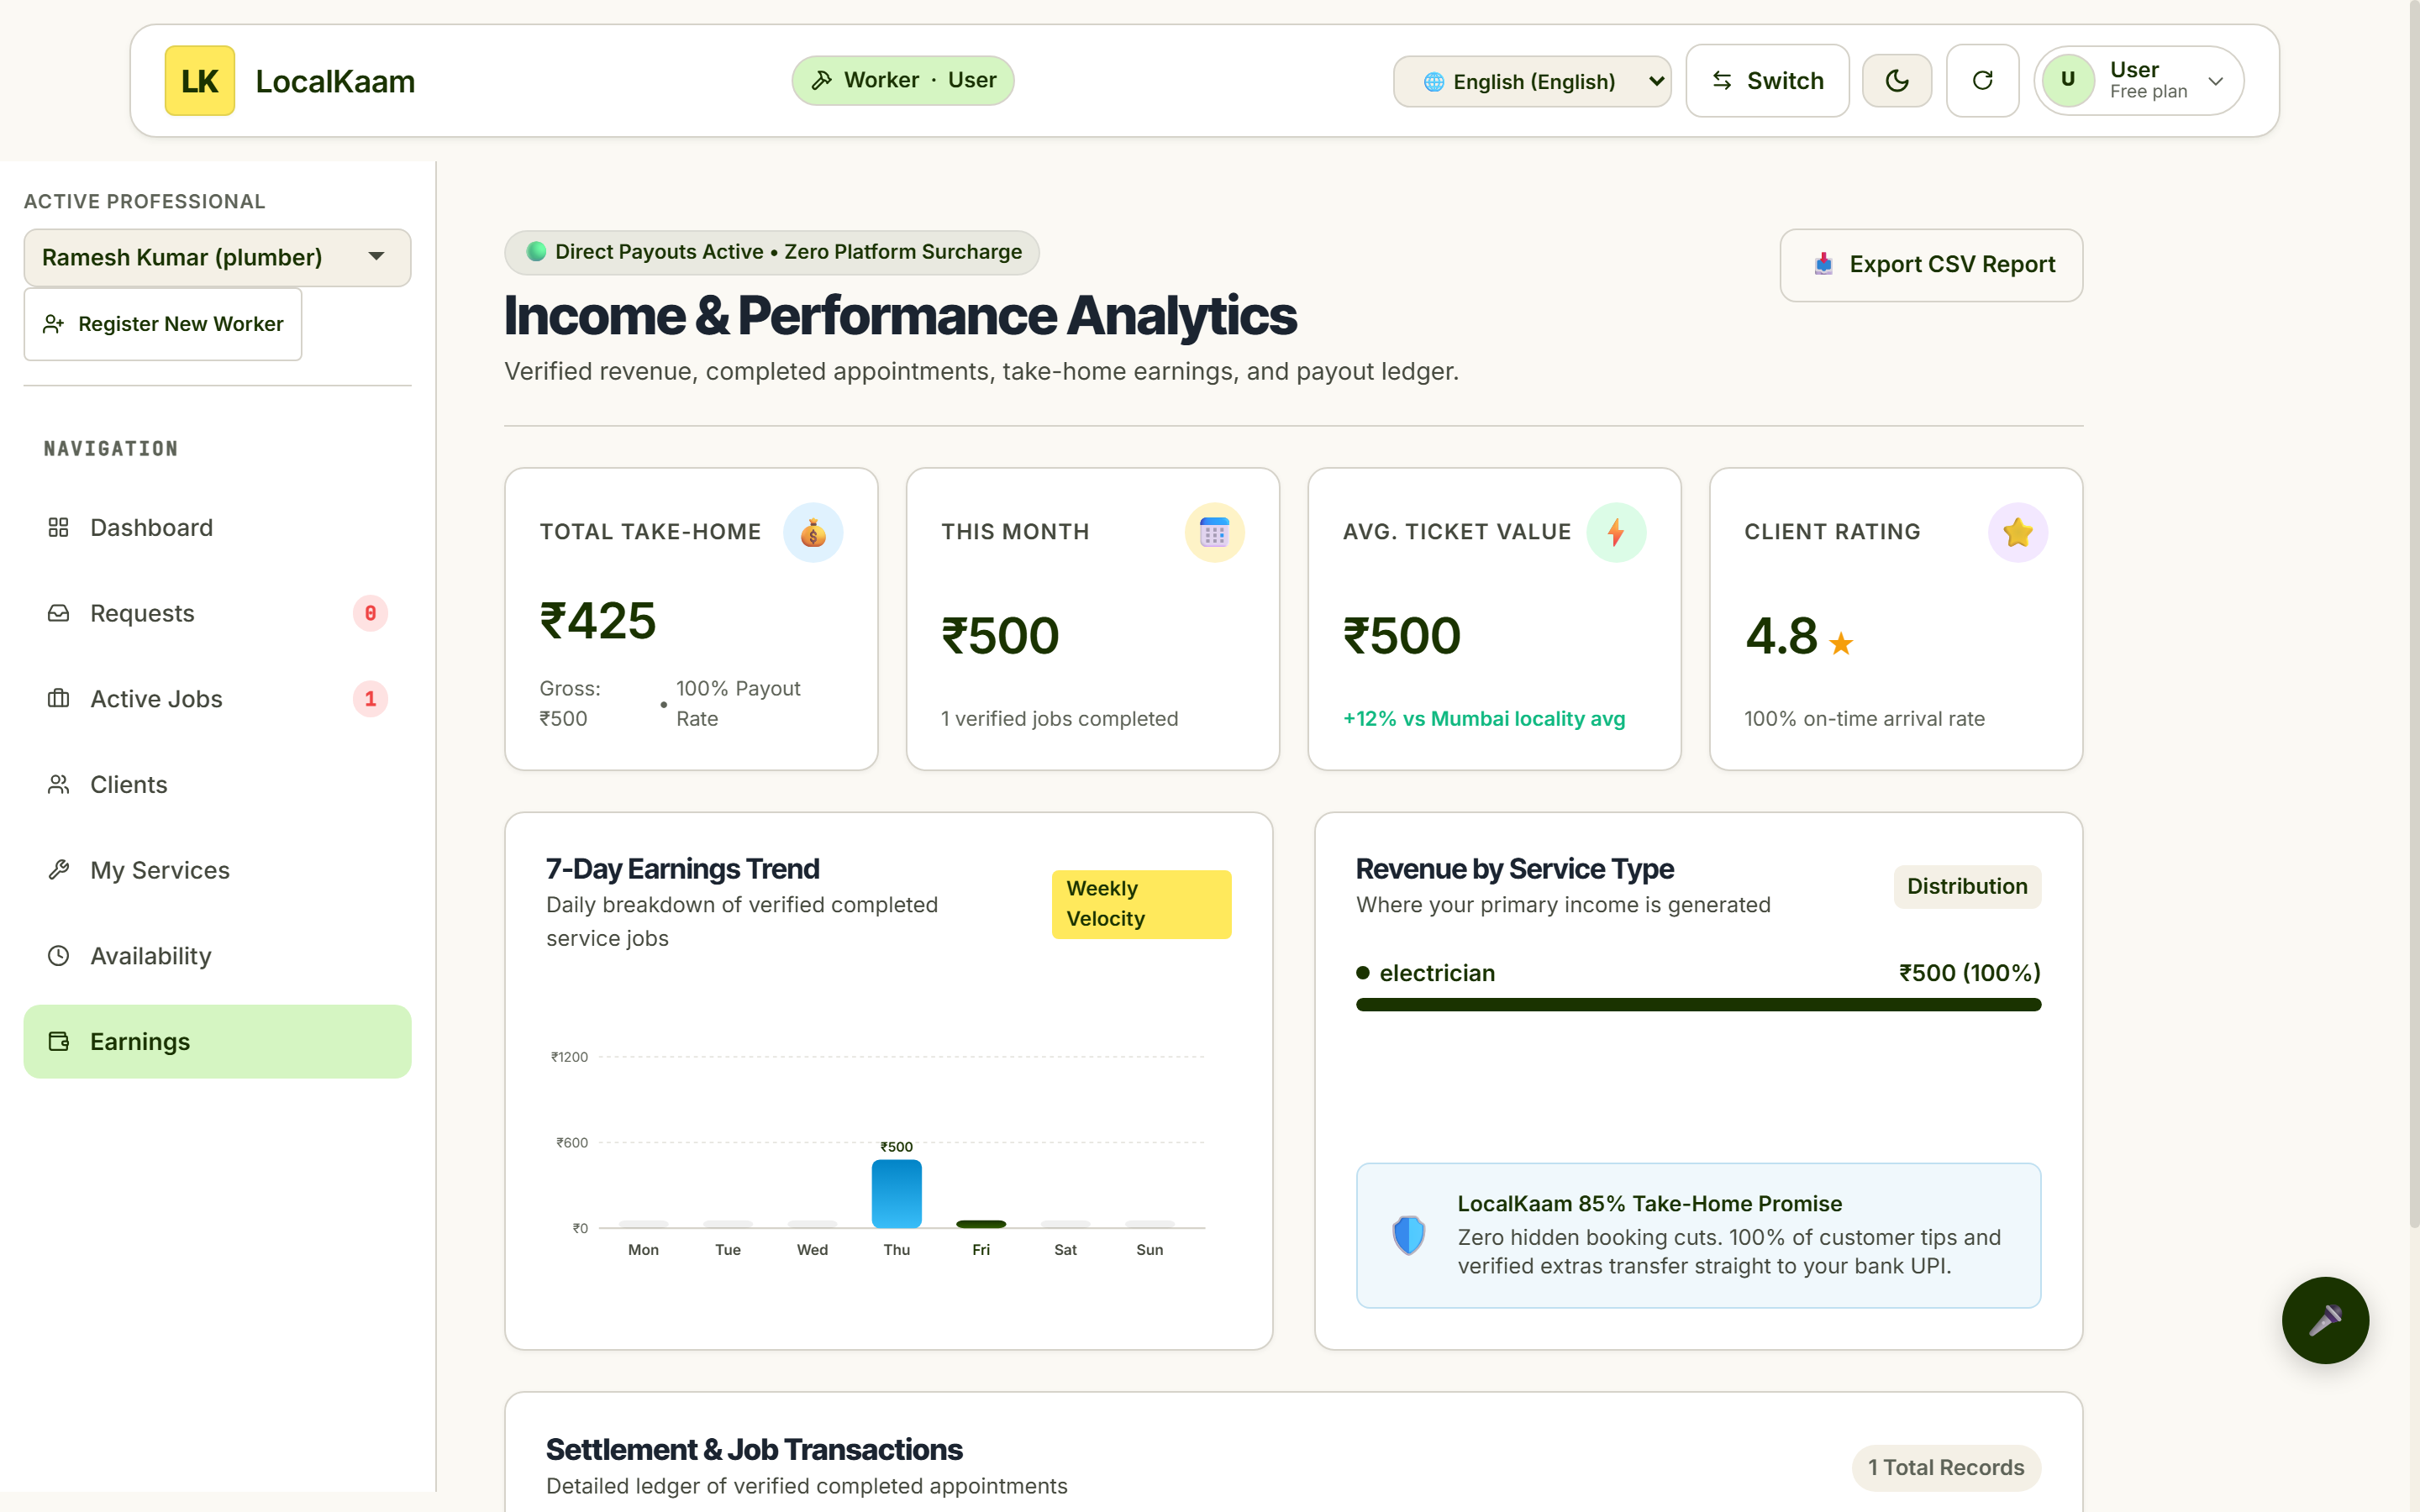 LK
LocalKaam
Worker · User
English (English)
Switch
U
User
Free plan
ACTIVE PROFESSIONAL
Ramesh Kumar (plumber)
Register New Worker
NAVIGATION
Dashboard
Requests
0
Active Jobs
1
Clients
My Services
Availability
Earnings
Direct Payouts Active • Zero Platform Surcharge
Export CSV Report
Income & Performance Analytics
Verified revenue, completed appointments, take-home earnings, and payout ledger.
TOTAL TAKE-HOME
₹425
Gross:
₹500
•
100% Payout
Rate
THIS MONTH
₹500
1 verified jobs completed
AVG. TICKET VALUE
₹500
+12% vs Mumbai locality avg
CLIENT RATING
4.8 ★
100% on-time arrival rate
7-Day Earnings Trend
Daily breakdown of verified completed
service jobs
Weekly
Velocity
₹1200
₹600
₹0
₹500
Mon
Tue
Wed
Thu
Fri
Sat
Sun
Revenue by Service Type
Where your primary income is generated
Distribution
electrician
₹500 (100%)
LocalKaam 85% Take-Home Promise
Zero hidden booking cuts. 100% of customer tips and
verified extras transfer straight to your bank UPI.
Settlement & Job Transactions
Detailed ledger of verified completed appointments
1 Total Records